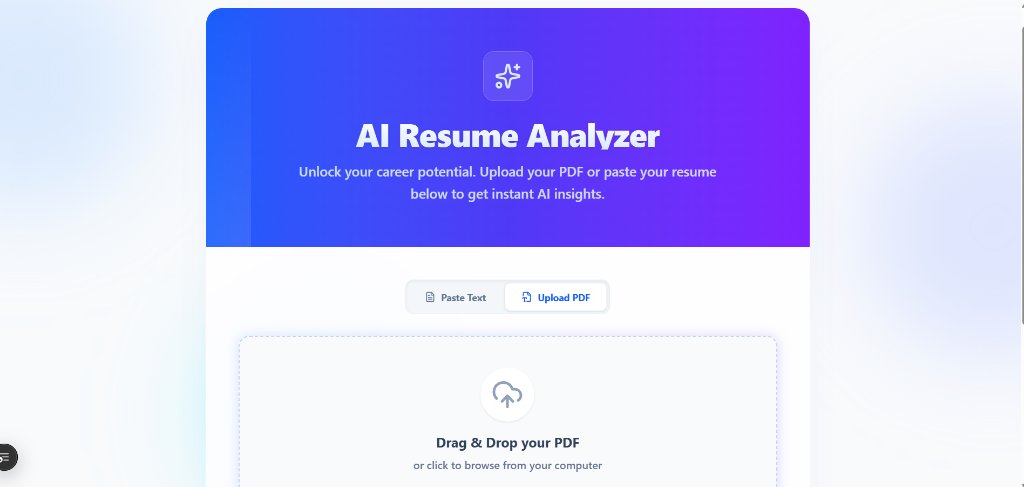 AI Resume Analyzer
Unlock your career potential. Upload your PDF or paste your resume
below to get instant AI insights.
Paste Text
Upload PDF
Drag & Drop your PDF
or click to browse from your computer